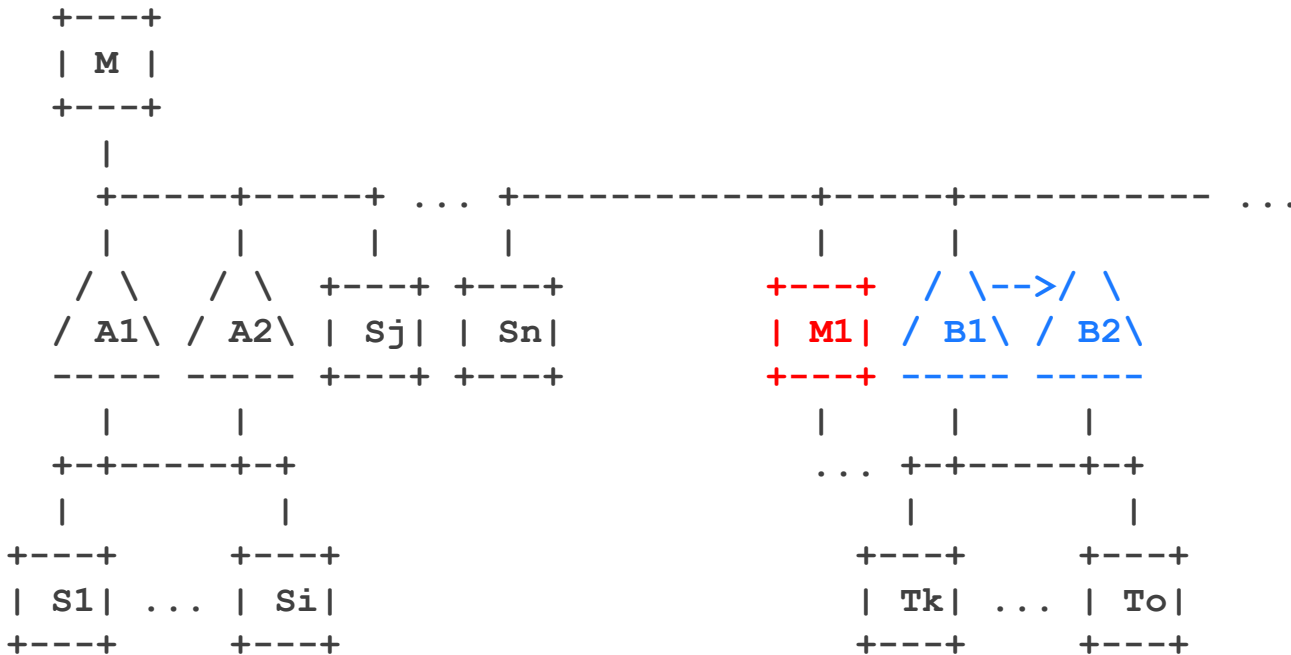 +---+
   | M |
   +---+
      |
      +-----+-----+ ... +-------------+-----+----------- ...
      |     |     |     |             |     |
     / \   / \  +---+ +---+         +---+  / \-->/ \
    / A1\ / A2\ | Sj| | Sn|         | M1| / B1\ / B2\
    ----- ----- +---+ +---+         +---+ ----- -----
      |     |                         |     |     |
    +-+-----+-+                       ... +-+-----+-+
    |         |                           |         |
  +---+     +---+                       +---+     +---+
  | S1| ... | Si|                       | Tk| ... | To|
  +---+     +---+                       +---+     +---+